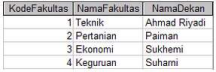 KodeFakultas NamaFakultas NamaDekan
1 Teknik Ahmad Riyadi
2 Pertanian Paiman
3 Ekonomi Sukhemi
4 Keguruan Suhami